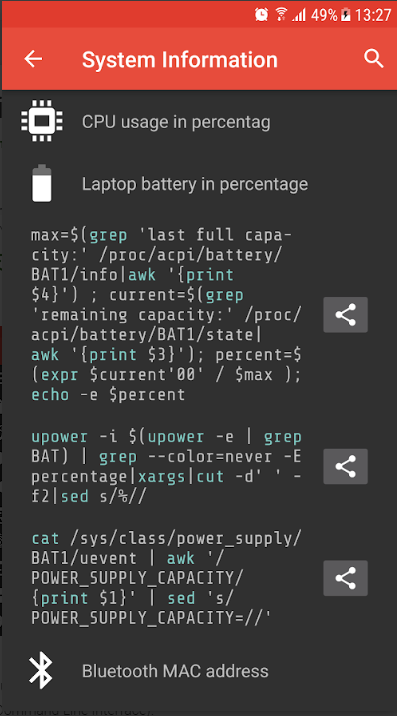 49% 13:27
System Information
CPU usage in percentag
Laptop battery in percentage
max=$(grep 'last full capa-
city:' /proc/acpi/battery/
BAT1/info|awk '{print
$4}') ; current=$(grep
'remaining capacity:' /proc/
acpi/battery/BAT1/state|
awk '{print $3}'); percent=$
(expr $current'00' / $max );
echo -e $percent
upower -i $(upower -e | grep
BAT) | grep --color=never -E
percentage|xargs|cut -d' ' -
f2|sed s/%//
cat /sys/class/power_supply/
BAT1/uevent | awk '/
POWER_SUPPLY_CAPACITY/
{print $1}' | sed 's/
POWER_SUPPLY_CAPACITY=//'
Bluetooth MAC address